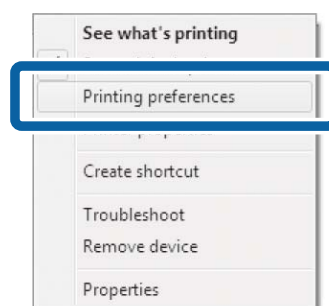 See what's printing
Printing preferences
Create shortcut
Troubleshoot
Remove device
Properties